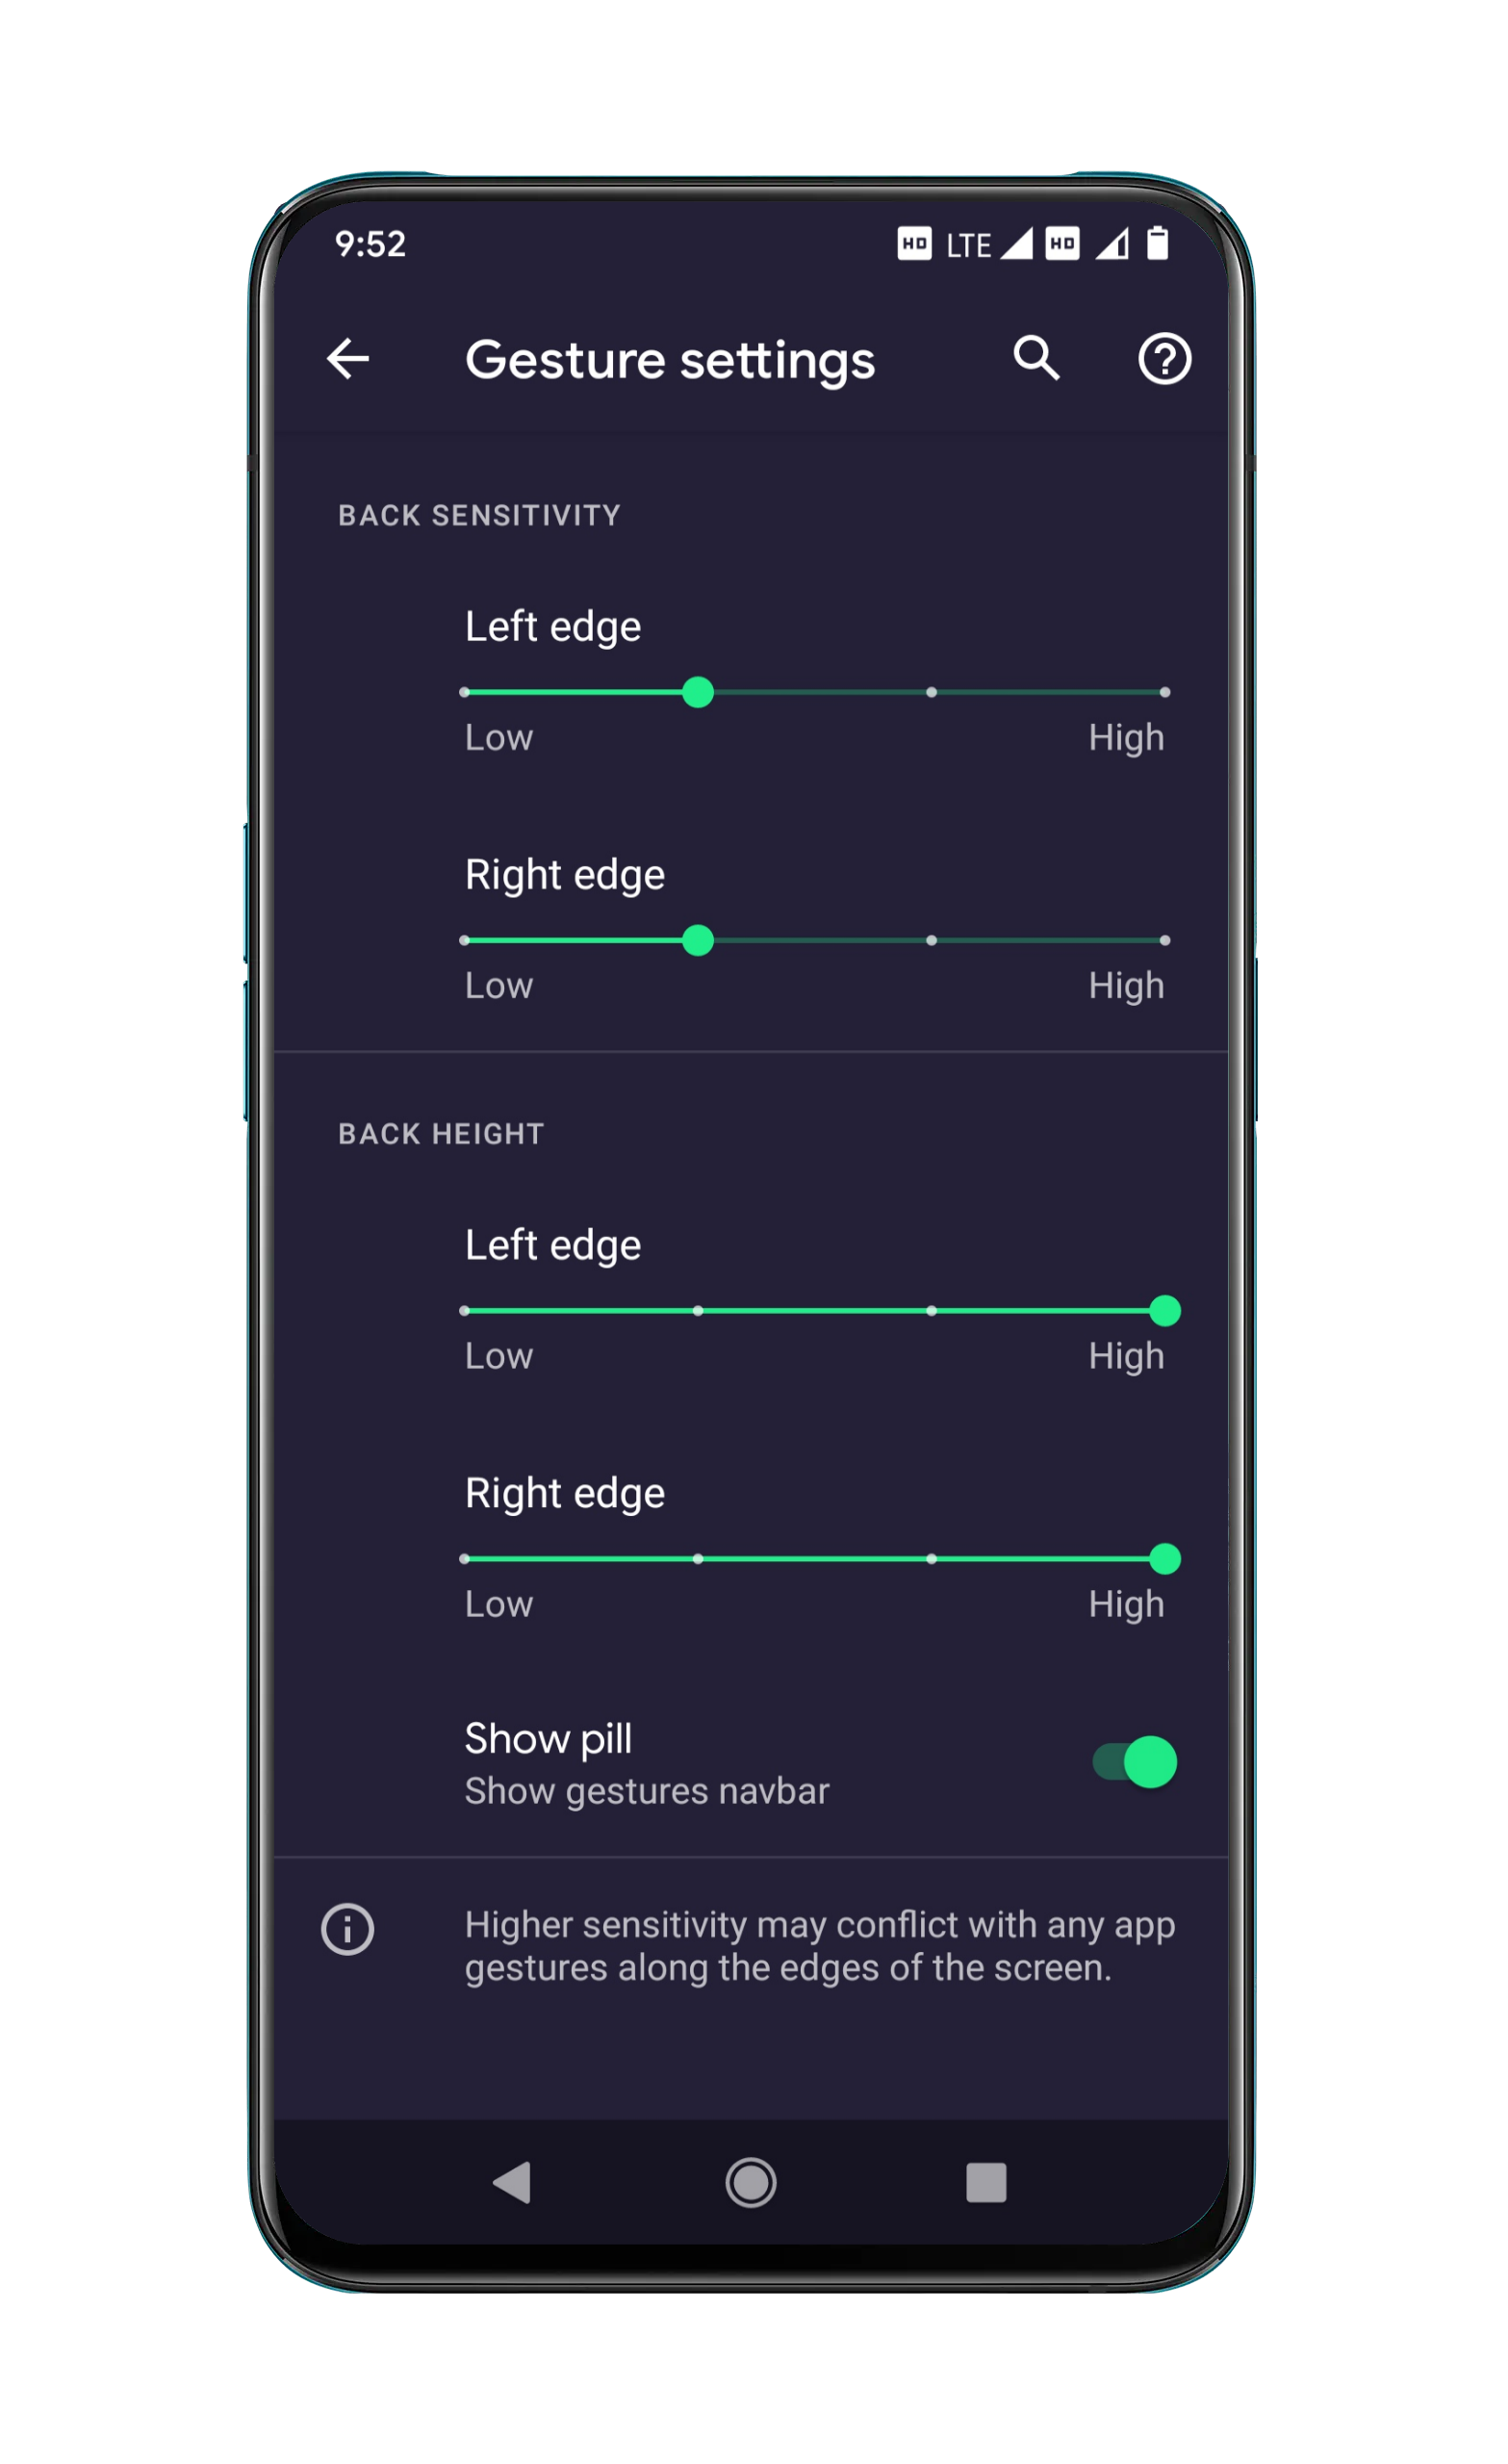 9:52 HD LTE HD
Gesture settings
BACK SENSITIVITY
Left edge
Low High
Right edge
Low High
BACK HEIGHT
Left edge
Low High
Right edge
Low High
Show pill
Show gestures navbar
Higher sensitivity may conflict with any app
gestures along the edges of the screen.